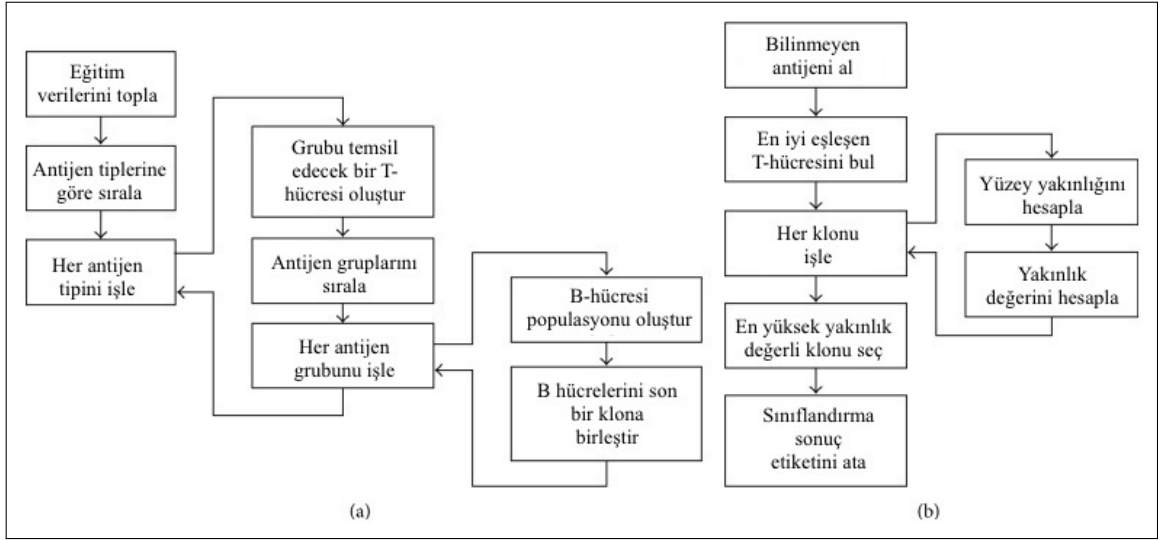 Eğitim
verilerini topla
Antijen tiplerine
göre sırala
Her antijen
tipini işle
Grubu temsil
edecek bir T-
hücresi oluştur
Antijen gruplarını
sırala
Her antijen
grubunu işle
B-hücresi
populasyonu oluştur
B hücrelerini son
bir klona
birleştir
(a)
Bilinmeyen
antijeni al
En iyi eşleşen
T-hücresini bul
Her klonu
işle
En yüksek yakınlık
değerli klonu seç
Sınıflandırma
sonuç
etiketini ata
Yüzey yakınlığını
hesapla
Yakınlık
değerini hesapla
(b)